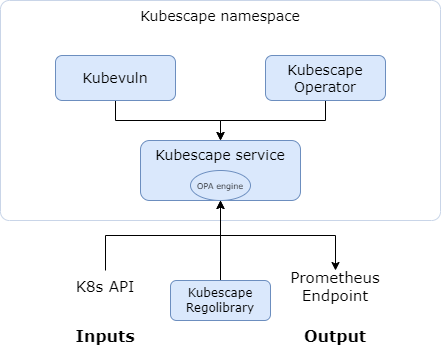 Kubescape namespace
Kubevuln
Kubescape
Operator
Kubescape service
OPA engine
K8s API
Kubescape
Regolibrary
Prometheus
Endpoint
Inputs
Output